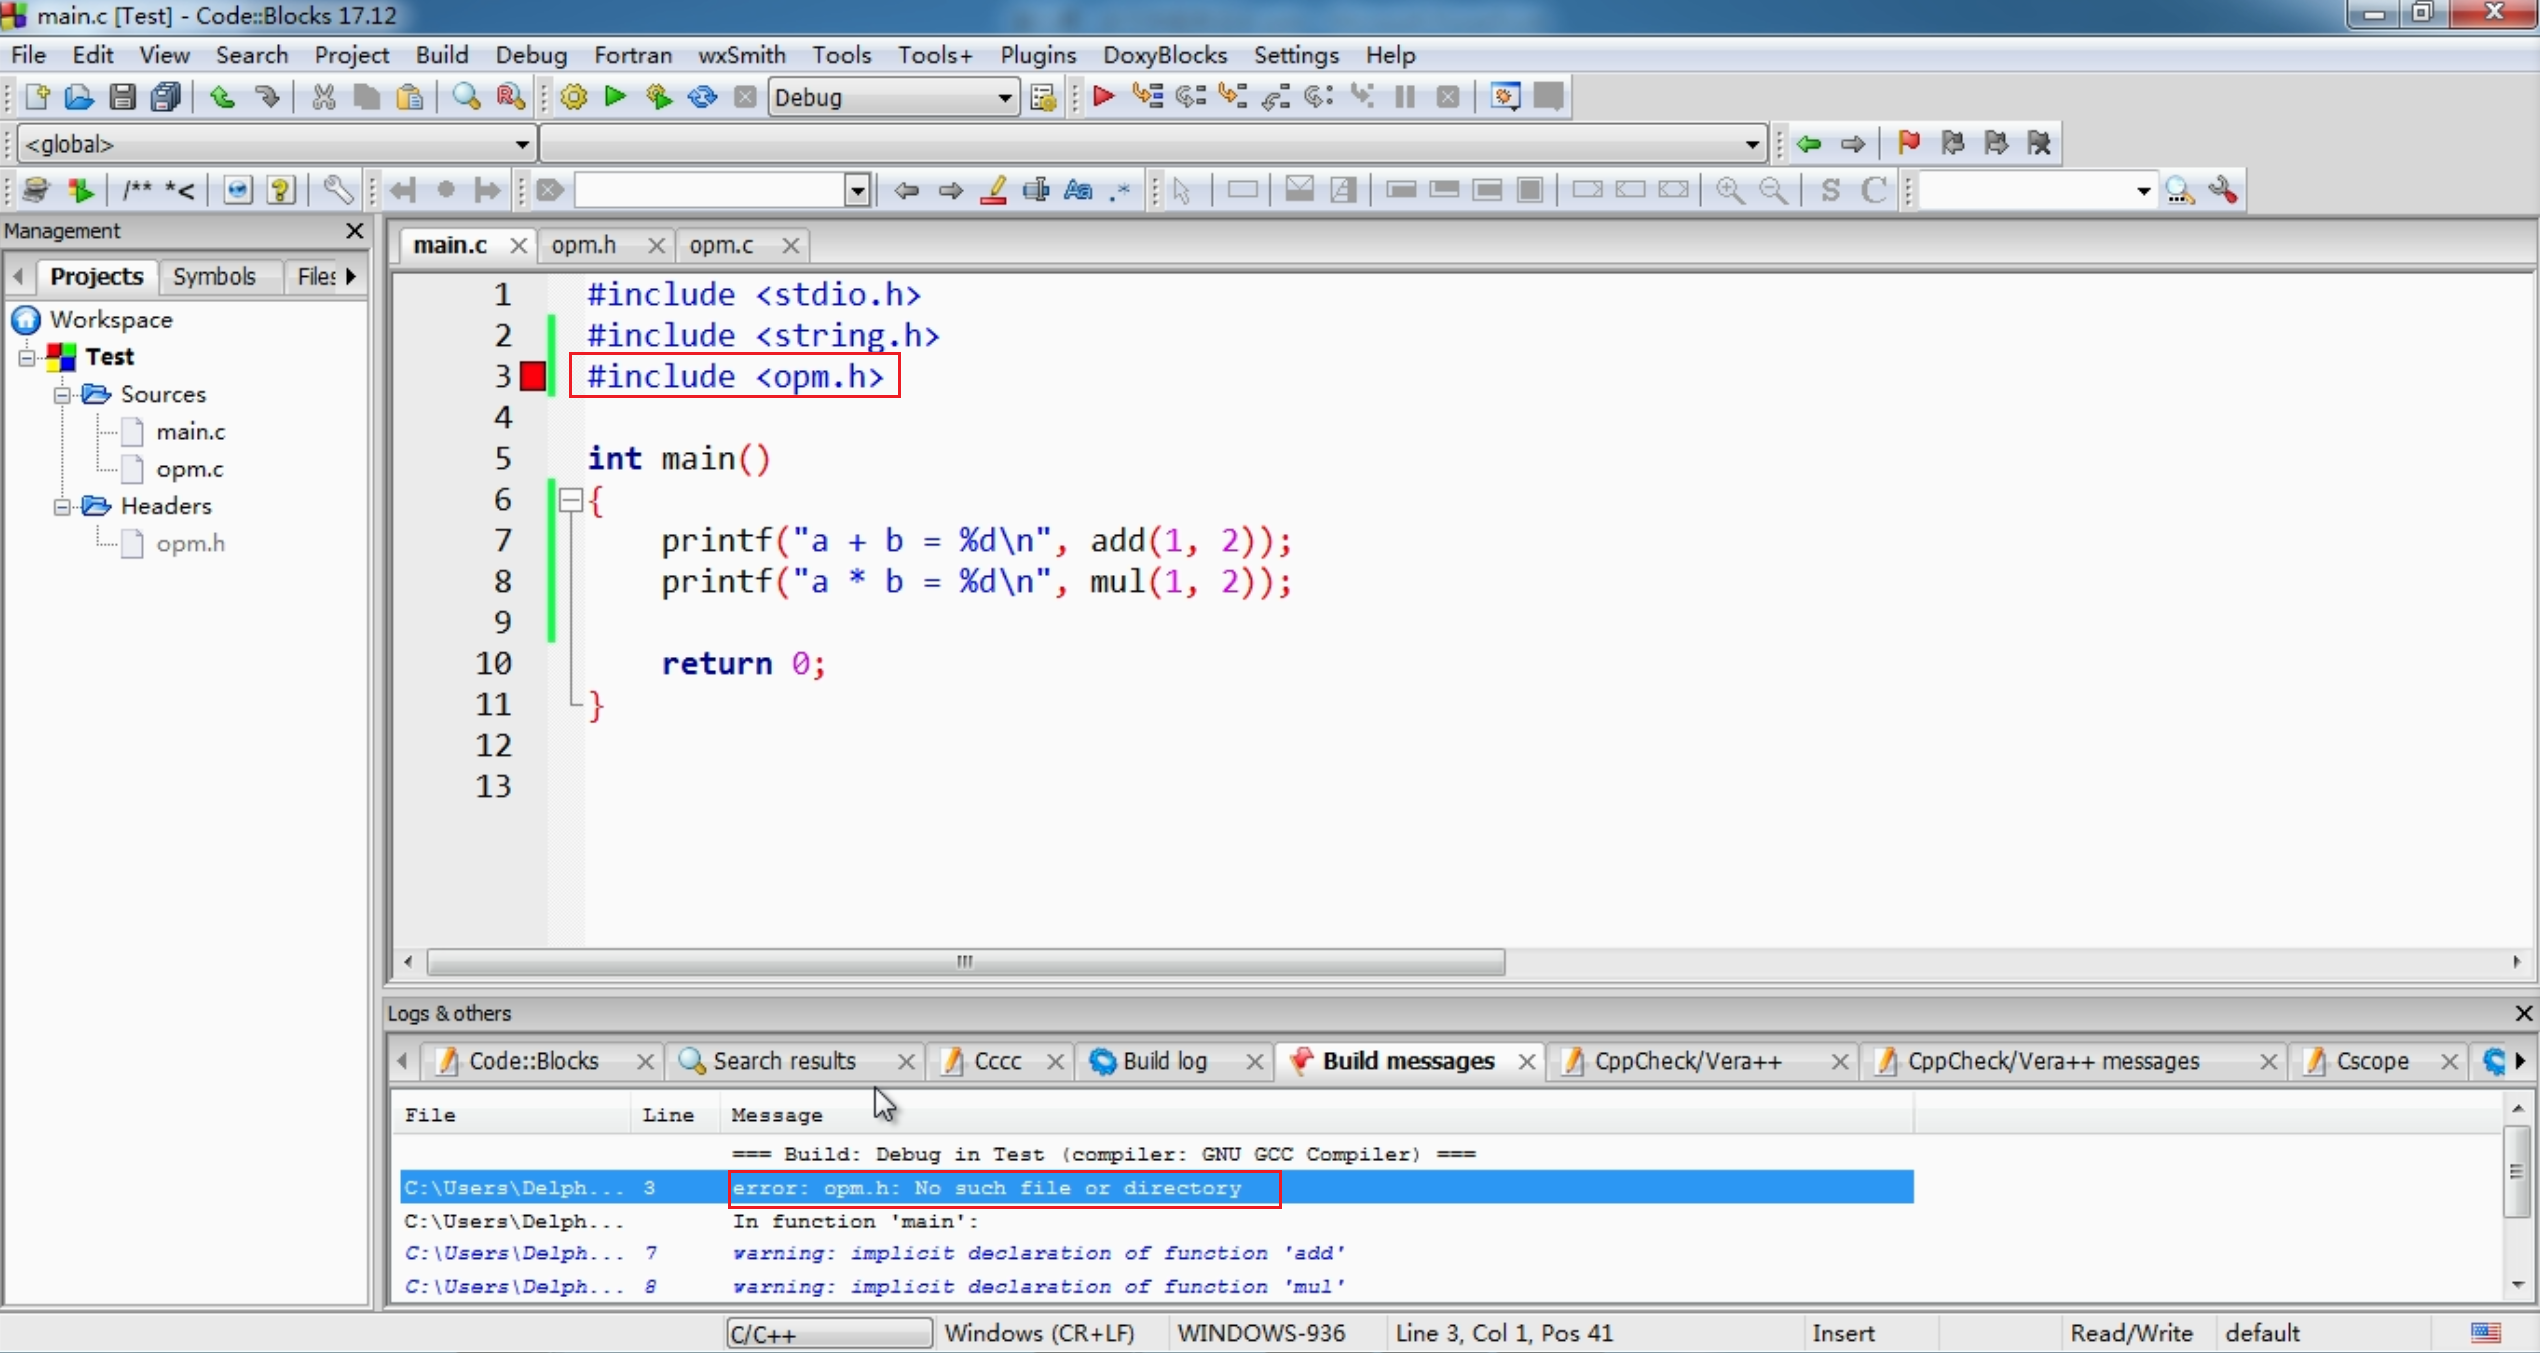 main.c [Test] - Code::Blocks 17.12
File Edit View Search Project Build Debug Fortran wxSmith Tools Tools+ Plugins DoxyBlocks Settings Help
Debug
<global>
/** *<
Management
Projects Symbols Files
main.c opm.h opm.c
Workspace
Test
Sources
main.c
opm.c
Headers
opm.h
1 #include <stdio.h>
2 #include <string.h>
3 #include <opm.h>
4
5 int main()
6 {
7 printf("a + b = %d\n", add(1, 2));
8 printf("a * b = %d\n", mul(1, 2));
9
10 return 0;
11 }
12
13
Logs & others
Code::Blocks Search results Cccc Build log Build messages CppCheck/Vera++ CppCheck/Vera++ messages Cscope
File Line Message
=== Build: Debug in Test (compiler: GNU GCC Compiler) ===
C:\Users\Delph... 3 error: opm.h: No such file or directory
C:\Users\Delph... In function 'main':
C:\Users\Delph... 7 warning: implicit declaration of function 'add'
C:\Users\Delph... 8 warning: implicit declaration of function 'mul'
C/C++ Windows (CR+LF) WINDOWS-936 Line 3, Col 1, Pos 41 Insert Read/Write default